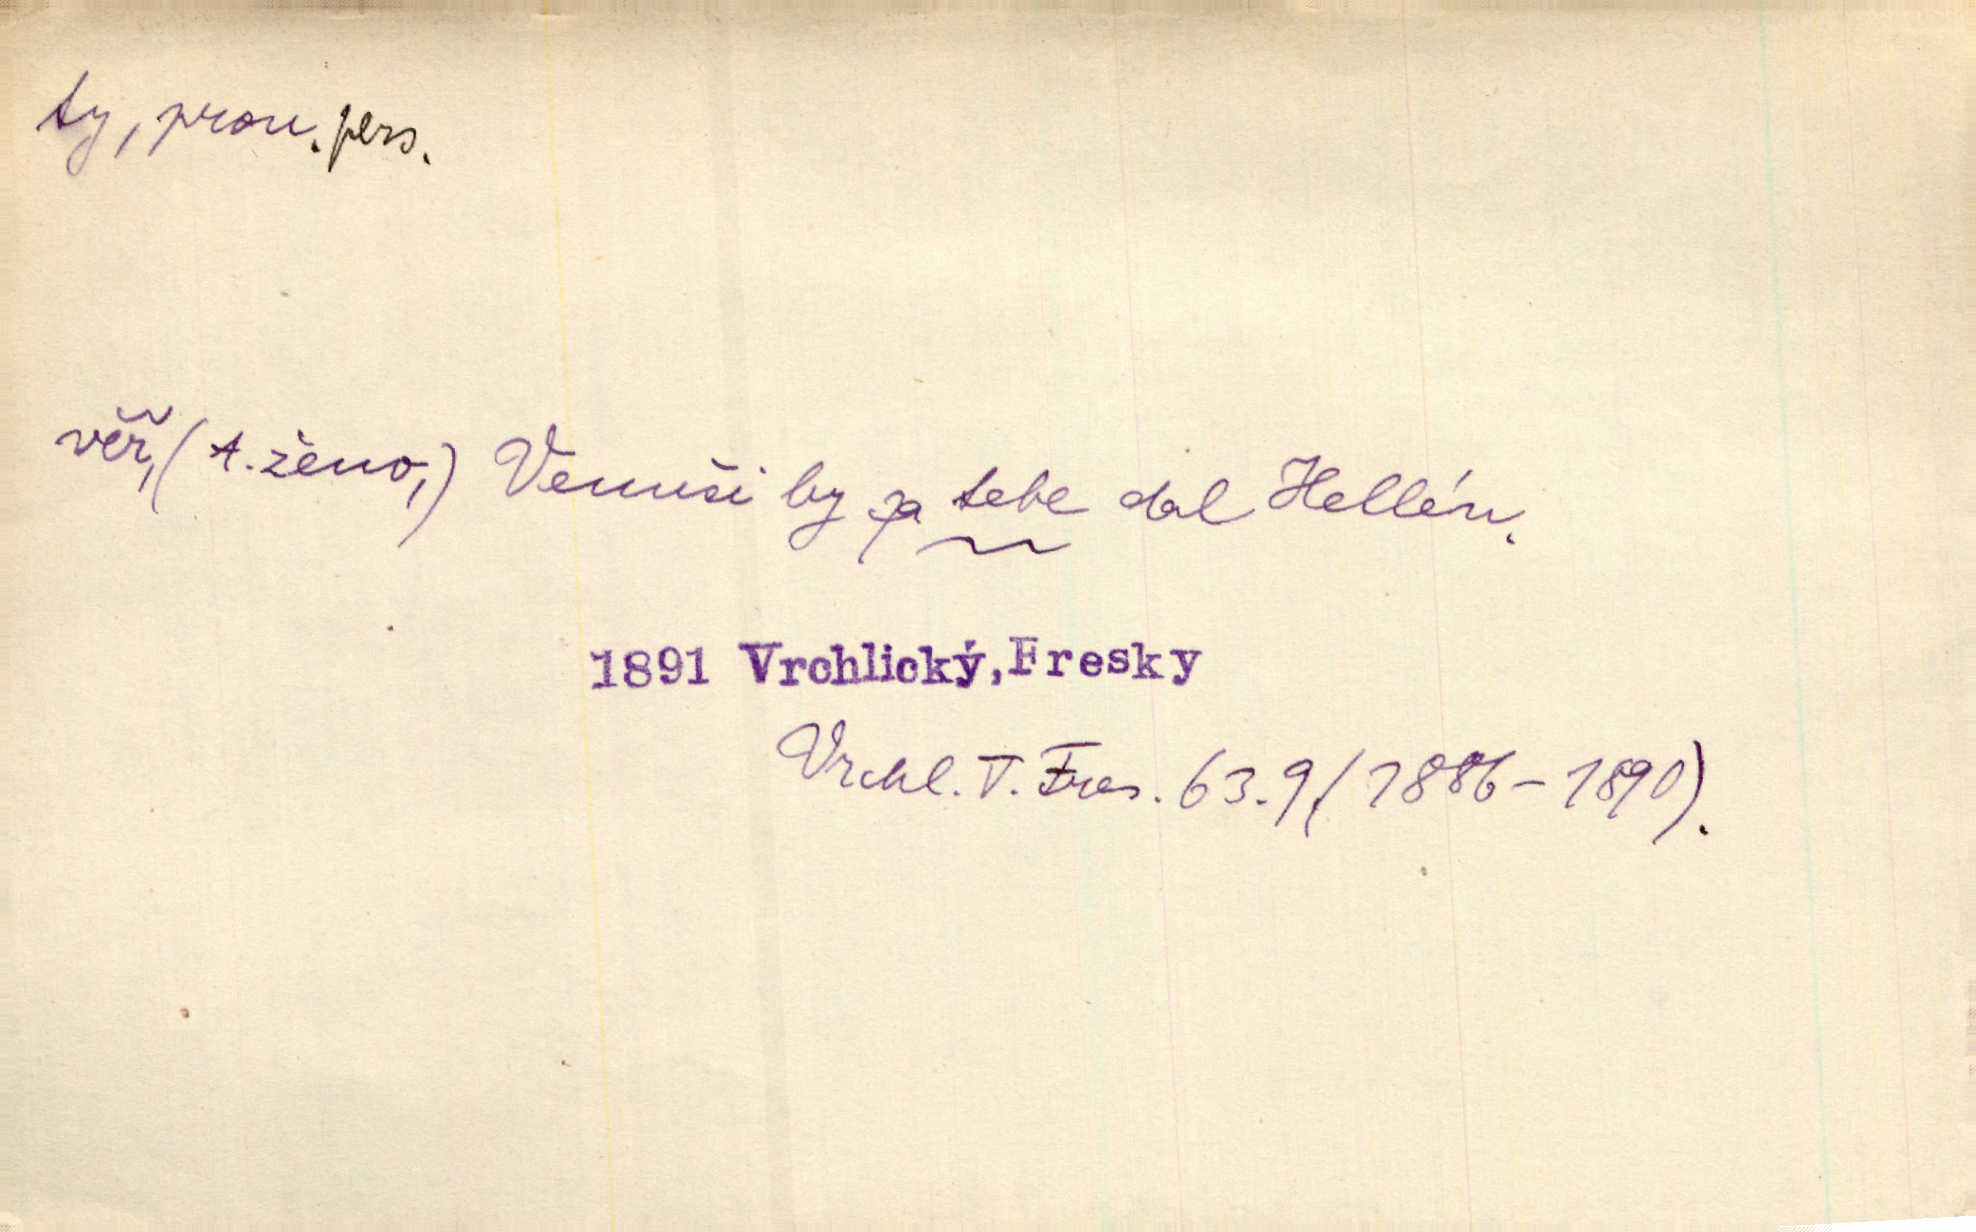 ty, pron. pers.
věř, (t. ženo,) Venuši by za tebe dal Hellén.
1891 Vrchlický, Fresky
Vrchl. T. Fres. 63.9 (1886–1890).